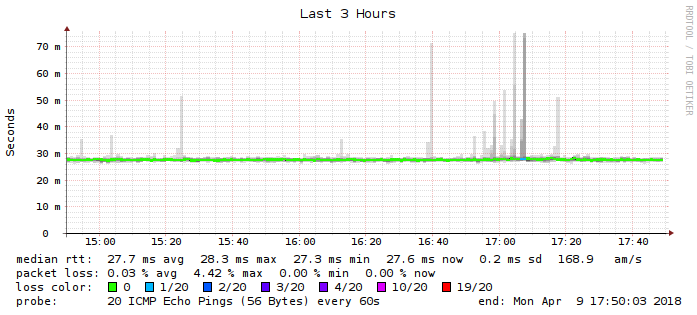 Last 3 Hours
RRDTOOL / TOBI OETIKER
Seconds
70 m
60 m
50 m
40 m
30 m
20 m
10 m
0
15:00 15:20 15:40 16:00 16:20 16:40 17:00 17:20 17:40
median rtt: 27.7 ms avg 28.3 ms max 27.3 ms min 27.6 ms now 0.2 ms sd 168.9 am/s
packet loss: 0.03 % avg 4.42 % max 0.00 % min 0.00 % now
loss color: 0 1/20 2/20 3/20 4/20 10/20 19/20
probe: 20 ICMP Echo Pings (56 Bytes) every 60s end: Mon Apr 9 17:50:03 2018